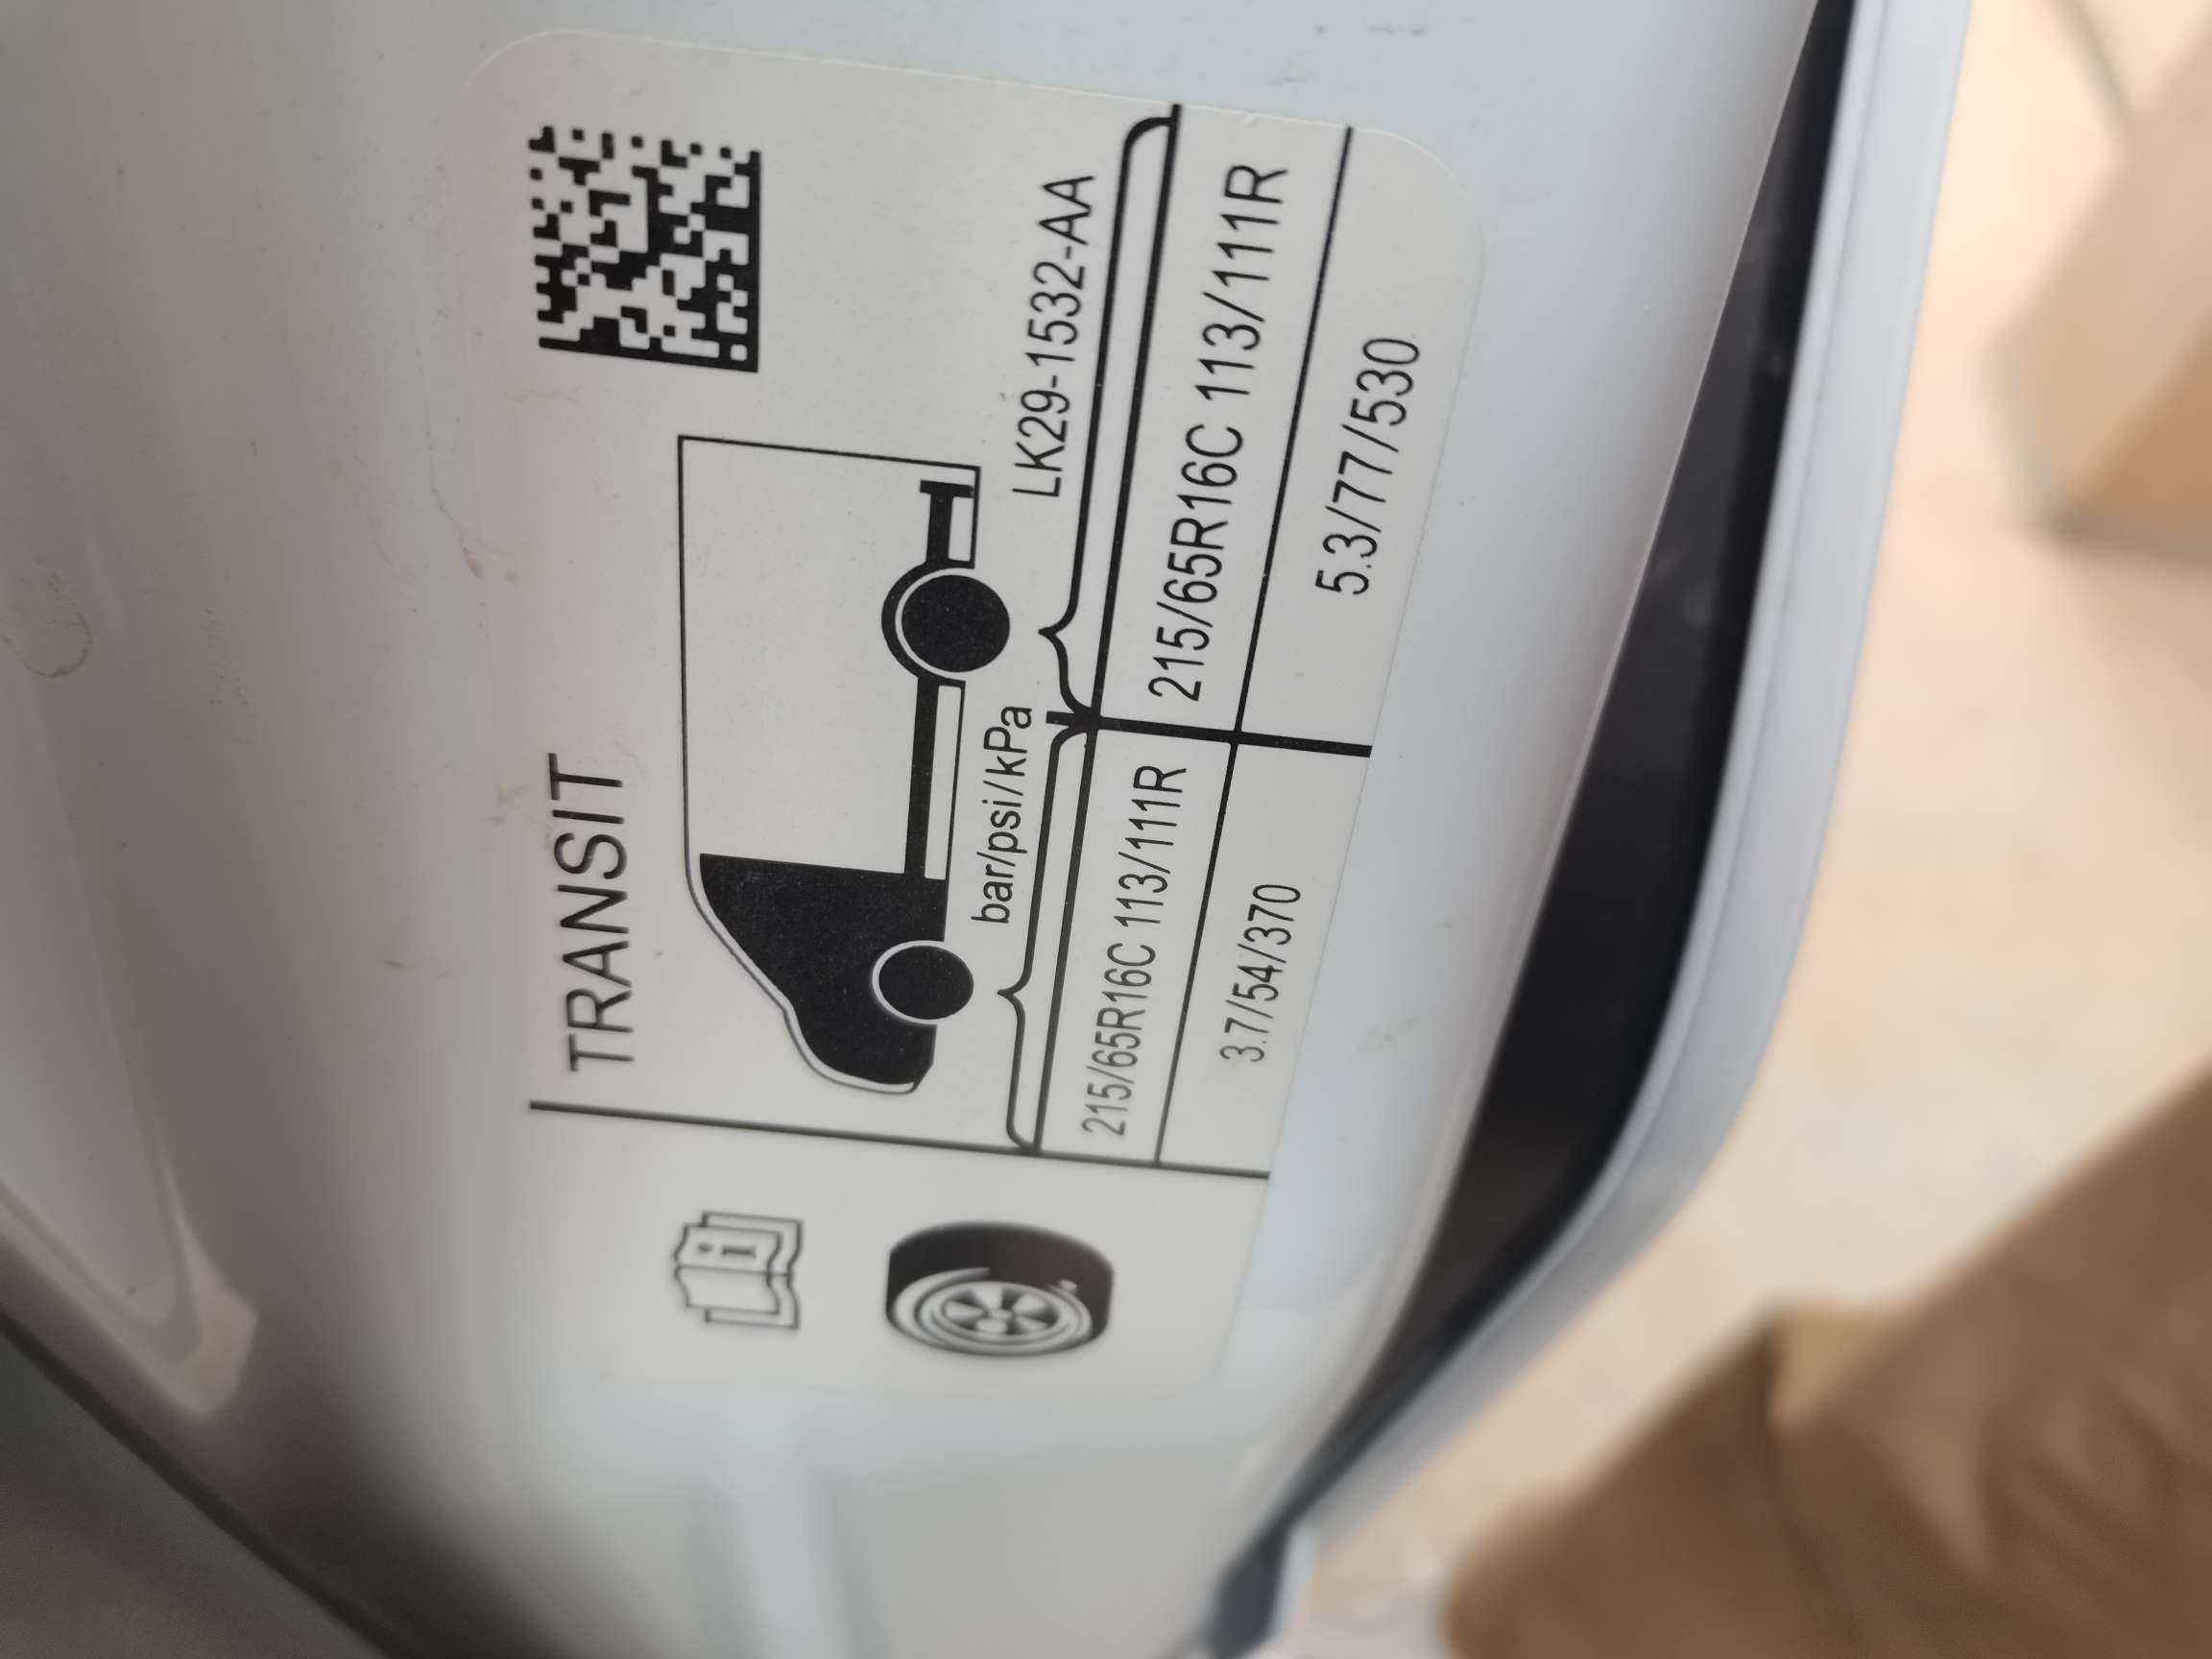 TRANSIT
LK29-1532-AA
bar/psi/kPa
215/65R16C 113/111R 215/65R16C 113/111R
3.7/54/370 5.3/77/530